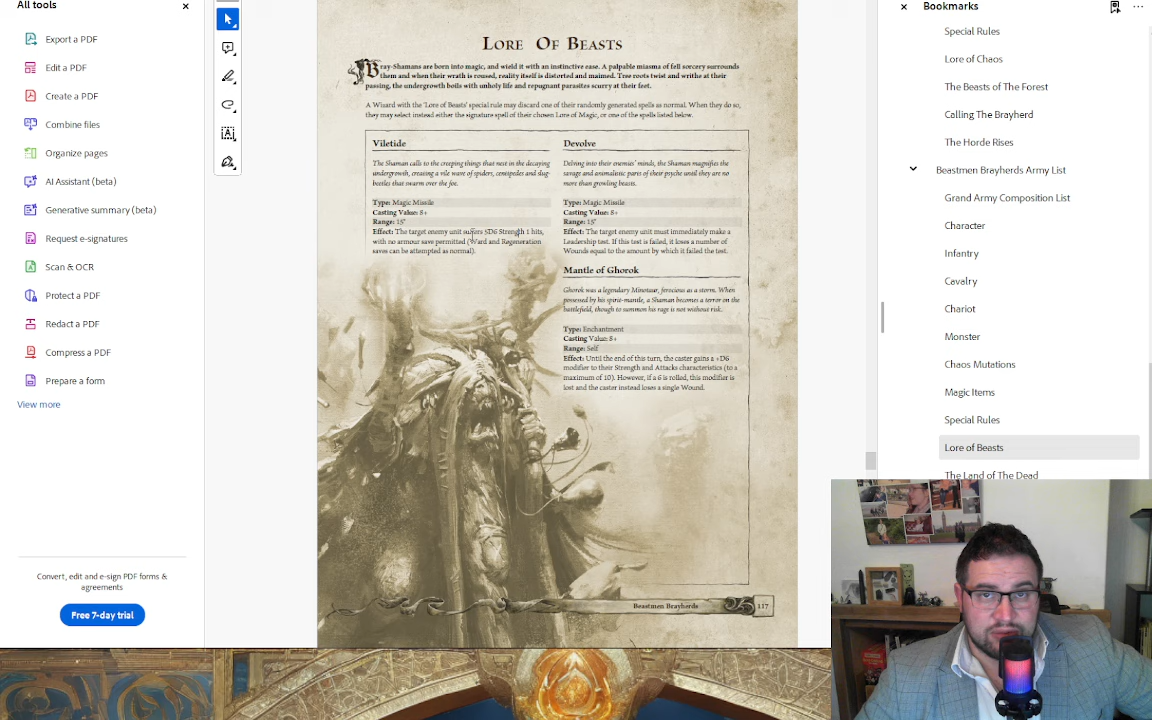 All tools
Export a PDF
Edit a PDF
Create a PDF
Combine files
Organize pages
AI Assistant (beta)
Generative summary (beta)
Request e-signatures
Scan & OCR
Protect a PDF
Redact a PDF
Compress a PDF
Prepare a form
View more
Convert, edit and e-sign PDF forms &
agreements
Free 7-day trial
LORE OF BEASTS
Bray-Shamans are born into magic, and wield it with an instinctive ease. A palpable miasma of fell sorcery surrounds
them and when their wrath is roused, reality itself is distorted and maimed. Tree roots twist and writhe at their
passing, the undergrowth boils with unholy life and repugnant parasites scurry at their feet.
A Wizard with the 'Lore of Beasts' special rule may discard one of their randomly generated spells as normal. When they do so,
they may select instead either the signature spell of their chosen Lore of Magic, or one of the spells listed below.
Viletide
The Shaman calls to the creeping things that nest in the decaying
undergrowth, creating a vile wave of spiders, centipedes and slug-
beasts that swarm over the foe.
Type: Magic Missile
Casting Value: 8+
Range: 15"
Effect: The target enemy unit suffers 5D6 Strength 1 hits,
with no armour save permitted (Ward and Regeneration
saves can be attempted as normal).
Devolve
Delving into their enemies' minds, the Shaman magnifies the
savage and animalistic parts of their psyche until they are no
more than growling beasts.
Type: Magic Missile
Casting Value: 8+
Range: 15"
Effect: The target enemy unit must immediately make a
Leadership test. If this test is failed, it loses a number of
Wounds equal to the amount by which it failed the test.
Mantle of Ghorok
Ghorok was a legendary Minotaur, ferocious as a storm. When
possessed by his spirit-mantle, a Shaman becomes a terror on the
battlefield, though to summon his rage is not without risk.
Type: Enchantment
Casting Value: 8+
Range: Self
Effect: Until the end of this turn, the caster gains a +D6
modifier to their Strength and Attacks characteristics (to a
maximum of 10). However, if a 6 is rolled, this modifier is
lost and the caster instead loses a single Wound.
Beastmen Brayherds
117
Bookmarks
Special Rules
Lore of Chaos
The Beasts of The Forest
Calling The Brayherd
The Horde Rises
Beastmen Brayherds Army List
Grand Army Composition List
Character
Infantry
Cavalry
Chariot
Monster
Chaos Mutations
Magic Items
Special Rules
Lore of Beasts
The Land of The Dead